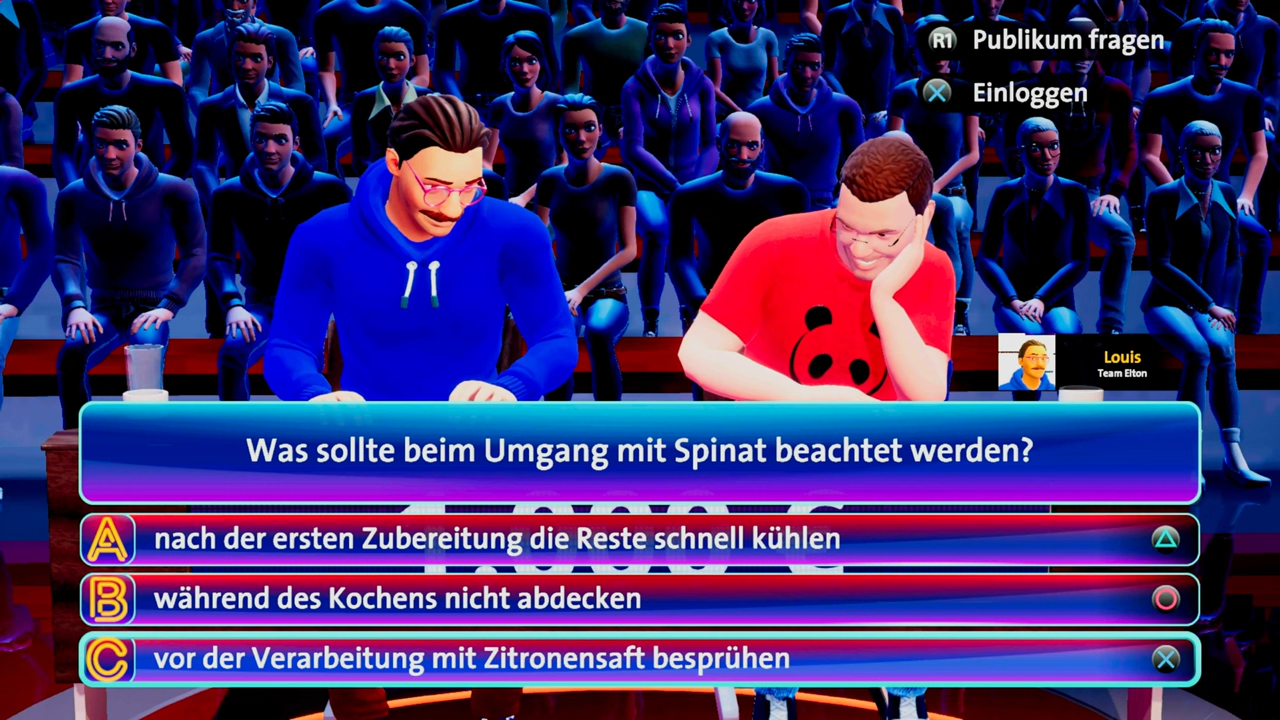 R1 Publikum fragen
Einloggen
Louis
Team Elton
Was sollte beim Umgang mit Spinat beachtet werden?
A nach der ersten Zubereitung die Reste schnell kühlen
B während des Kochens nicht abdecken
C vor der Verarbeitung mit Zitronensaft besprühen